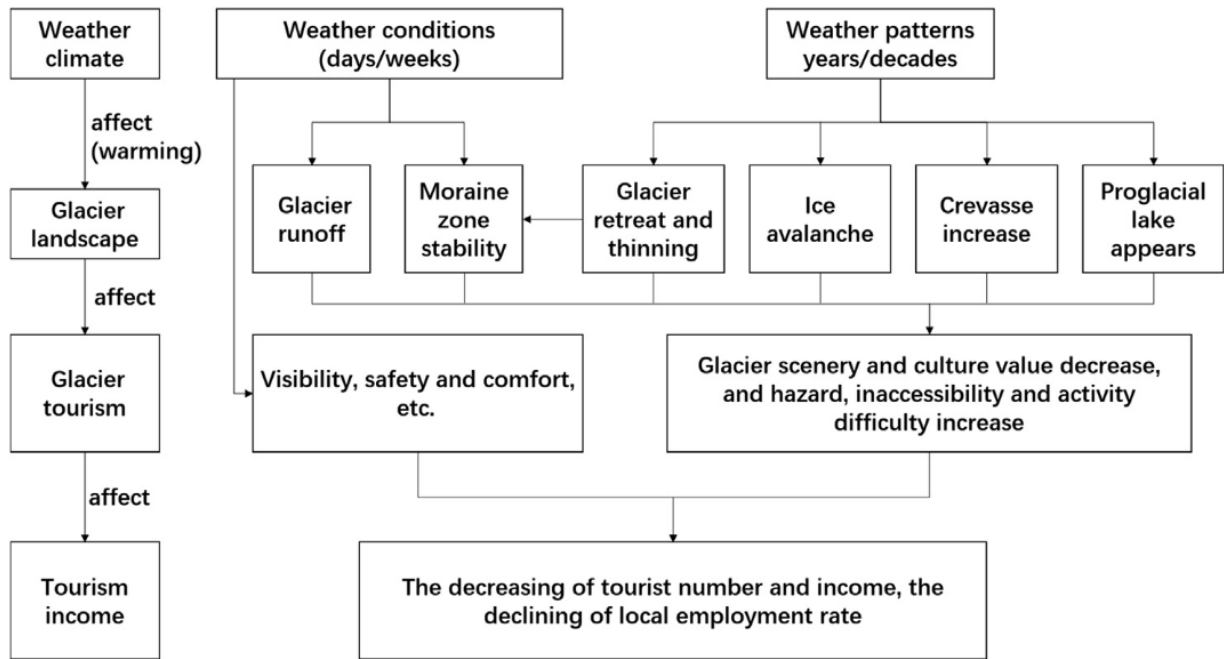 Weather
climate
Weather conditions
(days/weeks)
Weather patterns
years/decades
affect
(warming)
Glacier
landscape
Glacier
runoff
Moraine
zone
stability
Glacier
retreat and
thinning
Ice
avalanche
Crevasse
increase
Proglacial
lake
appears
affect
Glacier
tourism
Visibility, safety and comfort,
etc.
Glacier scenery and culture value decrease,
and hazard, inaccessibility and activity
difficulty increase
affect
Tourism
income
The decreasing of tourist number and income, the
declining of local employment rate